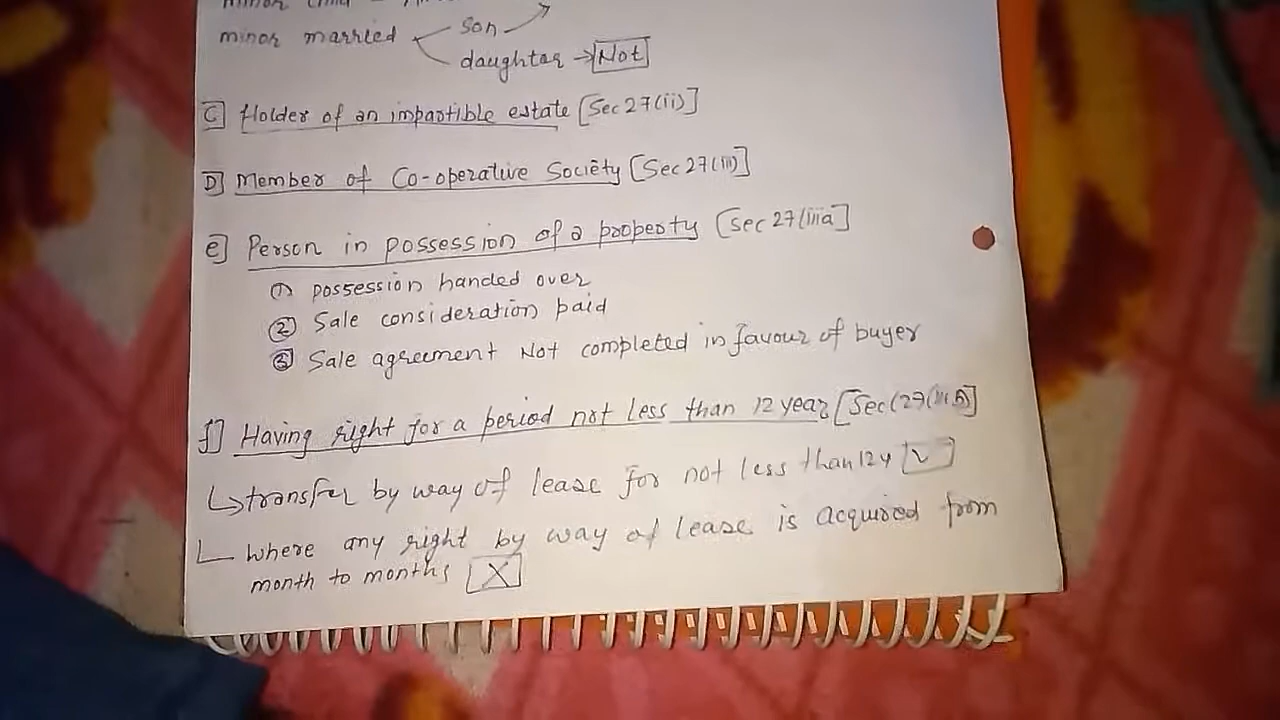 minor child
minor married son
daughter → Not
C] Holder of an impartible estate [Sec 27(ii)]
D] Member of Co-operative Society [Sec 27(iii)]
e] Person in possession of a property [Sec 27(iiia]
① possession handed over
② Sale consideration paid
③ Sale agreement Not completed in favour of buyer
f] Having right for a period not less than 12 year [Sec(27(iiiB)]
↳ transfer by way of lease for not less than 12y [✓]
where any right by way of lease is acquired from
month to months [X]